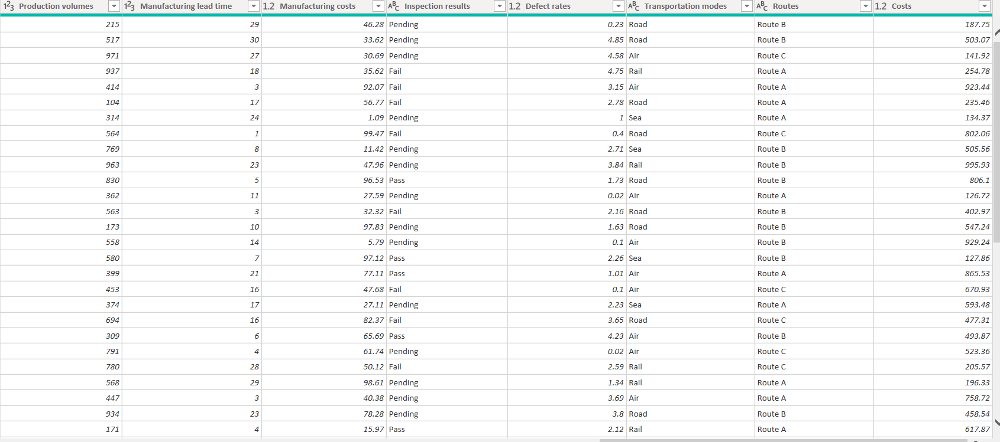 1²3 Production volumes 1²3 Manufacturing lead time 1.2 Manufacturing costs ABC Inspection results 1.2 Defect rates ABC Transportation modes ABC Routes 1.2 Costs
215 29 46.28 Pending 0.23 Road Route B 187.75
517 30 33.62 Pending 4.85 Road Route B 503.07
971 27 30.69 Pending 4.58 Air Route C 141.92
937 18 35.62 Fail 4.75 Rail Route A 254.78
414 3 92.07 Fail 3.15 Air Route A 923.44
104 17 56.77 Fail 2.78 Road Route A 235.46
314 24 1.09 Pending 1 Sea Route A 134.37
564 1 99.47 Fail 0.4 Road Route C 802.06
769 8 11.42 Pending 2.71 Sea Route B 505.56
963 23 47.96 Pending 3.84 Rail Route B 995.93
830 5 96.53 Pass 1.73 Road Route B 806.1
362 11 27.59 Pending 0.02 Air Route A 126.72
563 3 32.32 Fail 2.16 Road Route B 402.97
173 10 97.83 Pending 1.63 Road Route B 547.24
558 14 5.79 Pending 0.1 Air Route B 929.24
580 7 97.12 Pass 2.26 Sea Route B 127.86
399 21 77.11 Pass 1.01 Air Route A 865.53
453 16 47.68 Fail 0.1 Air Route C 670.93
374 17 27.11 Pending 2.23 Sea Route A 593.48
694 16 82.37 Fail 3.65 Road Route C 477.31
309 6 65.69 Pass 4.23 Air Route B 493.87
791 4 61.74 Pending 0.02 Air Route C 523.36
780 28 50.12 Fail 2.59 Rail Route C 205.57
568 29 98.61 Pending 1.34 Rail Route A 196.33
447 3 40.38 Pending 3.69 Air Route A 758.72
934 23 78.28 Pending 3.8 Road Route B 458.54
171 4 15.97 Pass 2.12 Rail Route A 617.87